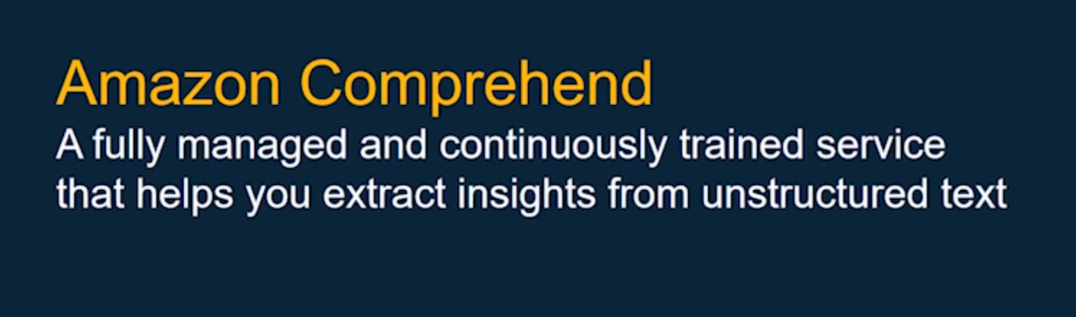 Amazon Comprehend
A fully managed and continuously trained service
that helps you extract insights from unstructured text